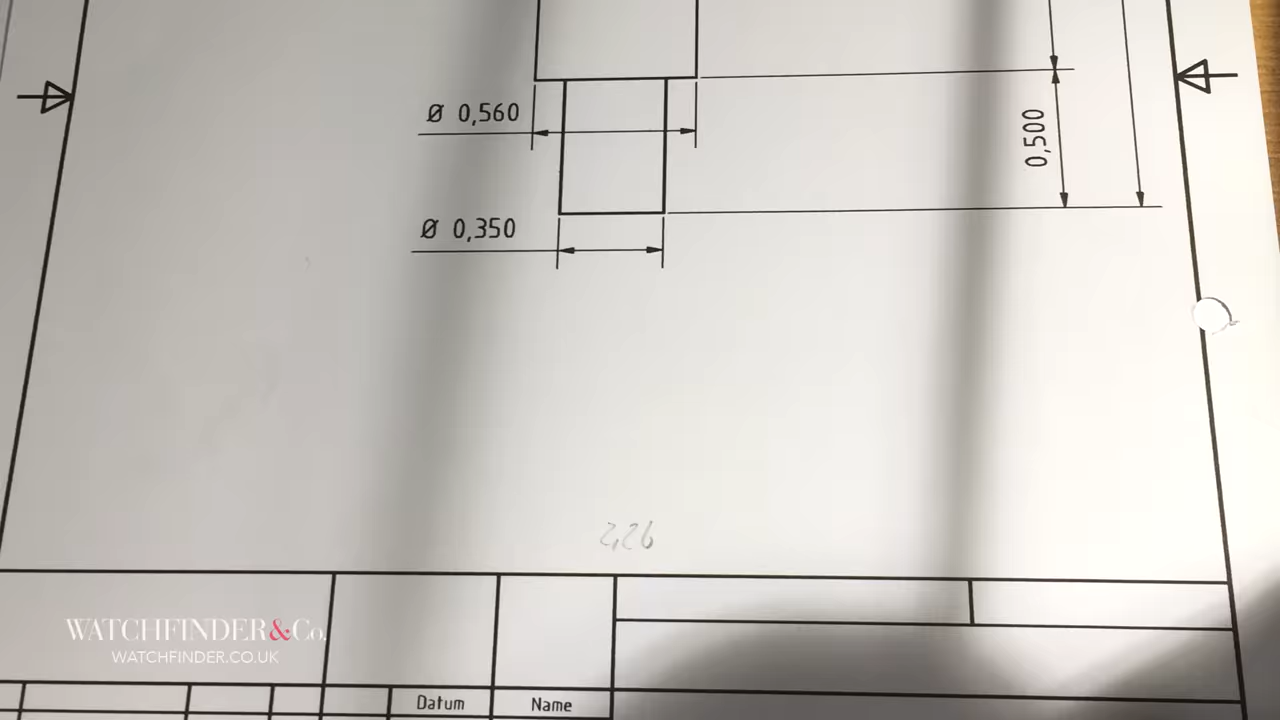 Ø 0,560
0,500
Ø 0,350
2,26
WATCHFINDER&Co.
WATCHFINDER.CO.UK
Datum
Name